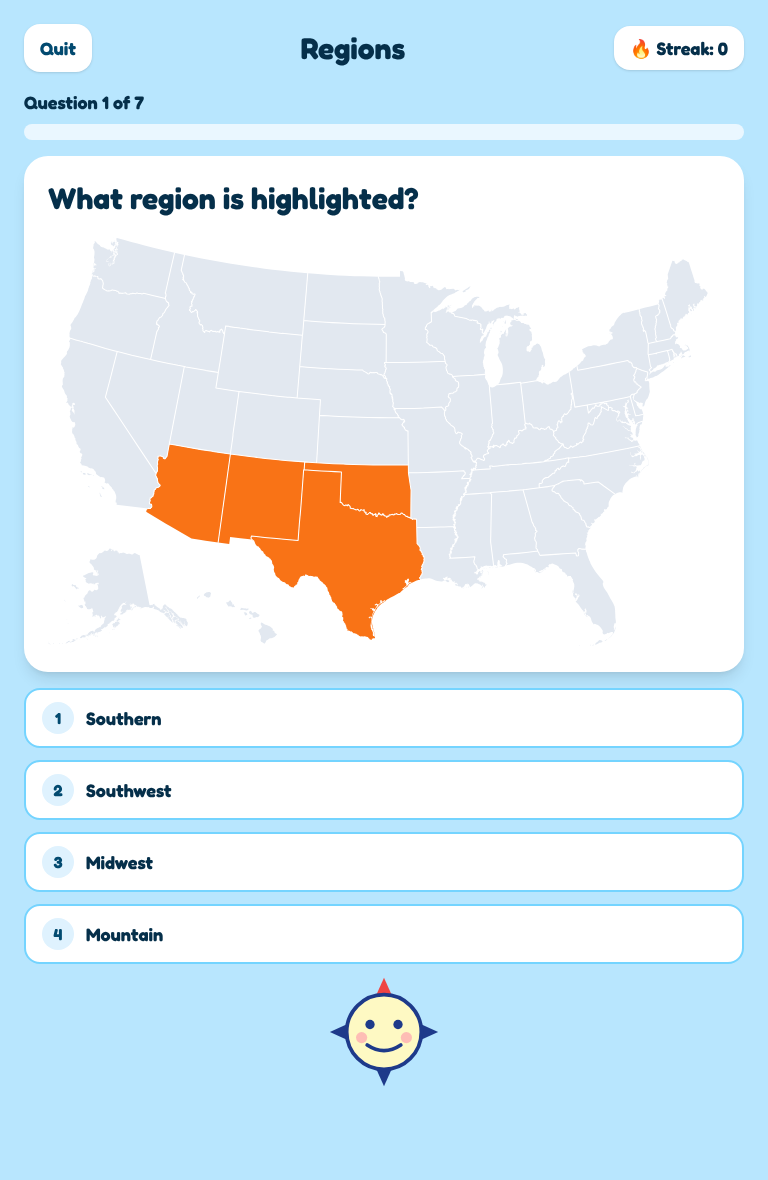 Quit
Regions
🔥 Streak: 0
Question 1 of 7
What region is highlighted?
1 Southern
2 Southwest
3 Midwest
4 Mountain